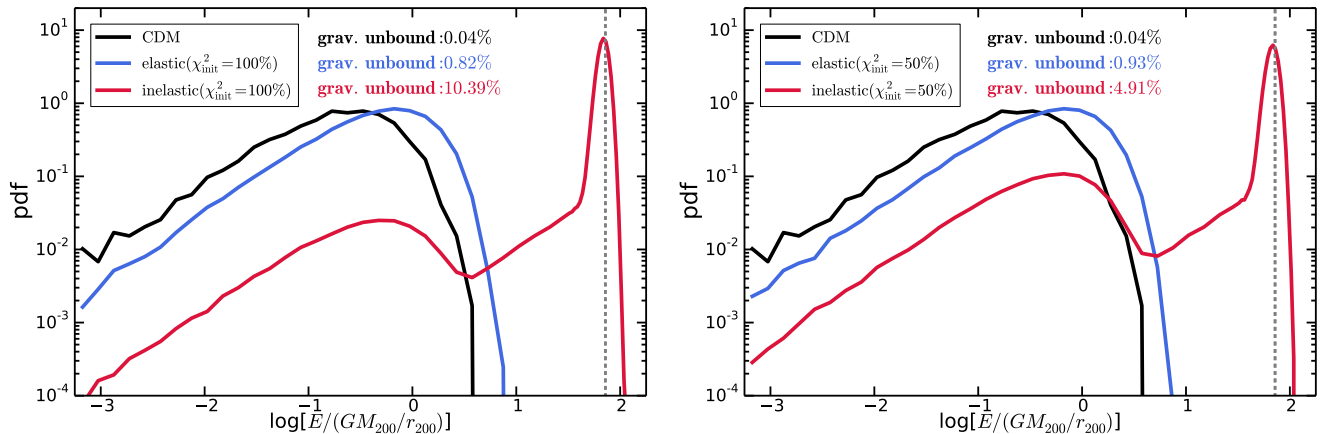 CDM grav. unbound:0.04%
elastic(χ²init=100%) grav. unbound:0.82%
inelastic(χ²init=100%) grav. unbound:10.39%
pdf
10¹
10⁰
10⁻¹
10⁻²
10⁻³
10⁻⁴
−3 −2 −1 0 1 2
log[E/(GM₂₀₀/r₂₀₀)]
CDM grav. unbound:0.04%
elastic(χ²init=50%) grav. unbound:0.93%
inelastic(χ²init=50%) grav. unbound:4.91%
pdf
10¹
10⁰
10⁻¹
10⁻²
10⁻³
10⁻⁴
−3 −2 −1 0 1 2
log[E/(GM₂₀₀/r₂₀₀)]